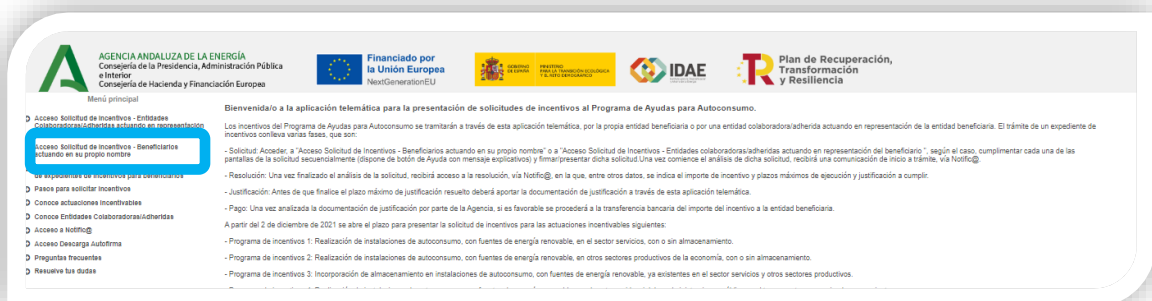 AGENCIA ANDALUZA DE LA ENERGÍA
Consejería de la Presidencia, Administración Pública
e Interior
Consejería de Hacienda y Financiación Europea
Financiado por
la Unión Europea
NextGenerationEU
GOBIERNO
DE ESPAÑA
MINISTERIO
PARA LA TRANSICIÓN ECOLÓGICA
Y EL RETO DEMOGRÁFICO
IDAE
Plan de Recuperación,
Transformación
y Resiliencia
Menú principal
Acceso Solicitud de Incentivos - Entidades
Colaboradoras/Adheridas actuando en representación
Acceso Solicitud de Incentivos - Beneficiarios
actuando en su propio nombre
de expedientes de incentivos para beneficiarios
Pasos para solicitar incentivos
Conoce actuaciones incentivables
Conoce Entidades Colaboradoras/Adheridas
Acceso a Notific@
Acceso Descarga Autofirma
Preguntas frecuentes
Resuelve tus dudas
Bienvenida/o a la aplicación telemática para la presentación de solicitudes de incentivos al Programa de Ayudas para Autoconsumo.
Los incentivos del Programa de Ayudas para Autoconsumo se tramitarán a través de esta aplicación telemática, por la propia entidad beneficiaria o por una entidad colaboradora/adherida actuando en representación de la entidad beneficiaria. El trámite de un expediente de
incentivos conlleva varias fases, que son:
- Solicitud: Acceder, a "Acceso Solicitud de Incentivos - Beneficiarios actuando en su propio nombre" o a "Acceso Solicitud de Incentivos - Entidades colaboradoras/adheridas actuando en representación del beneficiario ", según el caso, cumplimentar cada una de las
pantallas de la solicitud secuencialmente (dispone de botón de Ayuda con mensaje explicativos) y firmar/presentar dicha solicitud.Una vez comience el análisis de dicha solicitud, recibirá una comunicación de inicio a trámite, vía Notific@.
- Resolución: Una vez finalizado el análisis de la solicitud, recibirá acceso a la resolución, vía Notific@, en la que, entre otros datos, se indica el importe de incentivo y plazos máximos de ejecución y justificación a cumplir.
- Justificación: Antes de que finalice el plazo máximo de justificación resuelto deberá aportar la documentación de justificación a través de esta aplicación telemática.
- Pago: Una vez analizada la documentación de justificación por parte de la Agencia, si es favorable se procederá a la transferencia bancaria del importe del incentivo a la entidad beneficiaria.
A partir del 2 de diciembre de 2021 se abre el plazo para presentar la solicitud de incentivos para las actuaciones incentivables siguientes:
- Programa de incentivos 1: Realización de instalaciones de autoconsumo, con fuentes de energía renovable, en el sector servicios, con o sin almacenamiento.
- Programa de incentivos 2: Realización de instalaciones de autoconsumo, con fuentes de energía renovable, en otros sectores productivos de la economía, con o sin almacenamiento.
- Programa de incentivos 3: Incorporación de almacenamiento en instalaciones de autoconsumo, con fuentes de energía renovable, ya existentes en el sector servicios y otros sectores productivos.